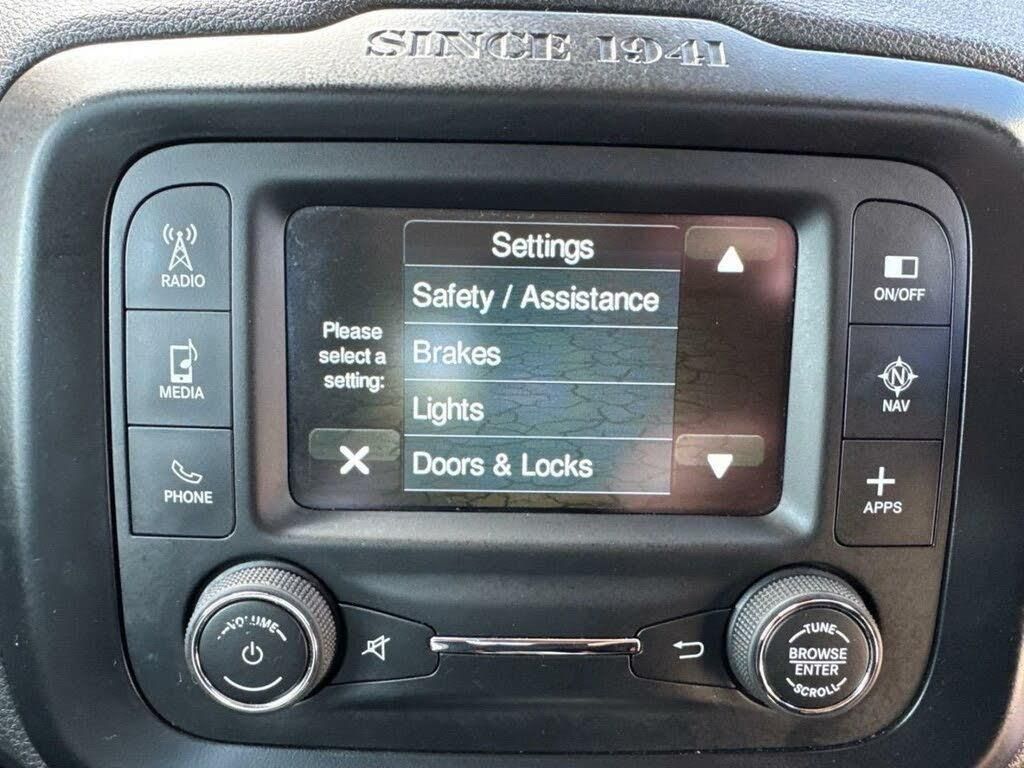 SINCE 1941
RADIO
MEDIA
PHONE
Settings
Safety / Assistance
Please
select a
setting:
Brakes
Lights
Doors & Locks
ON/OFF
N
NAV
APPS
VOLUME
TUNE
BROWSE
ENTER
SCROLL